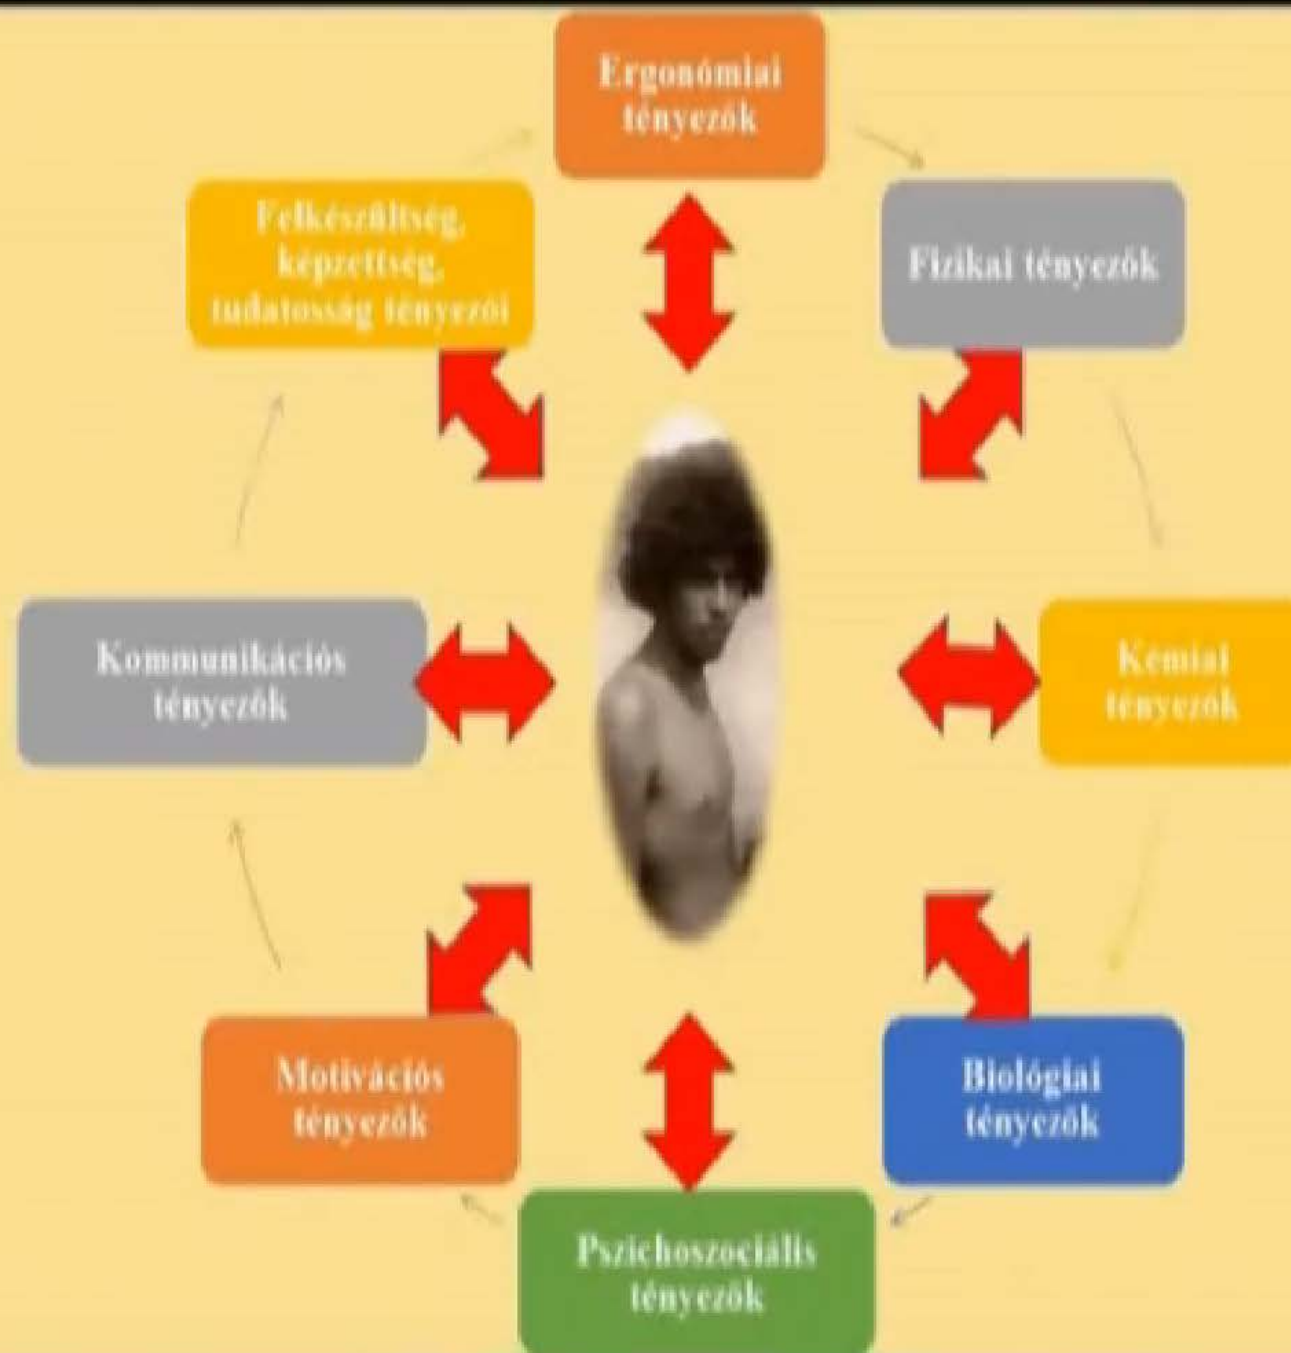 Ergonómiai
tényezők
Fizikai tényezők
Kémiai
tényezők
Biológiai
tényezők
Pszichoszociális
tényezők
Motivációs
tényezők
Kommunikációs
tényezők
Felkészültség,
képzettség,
tudatosság tényezői